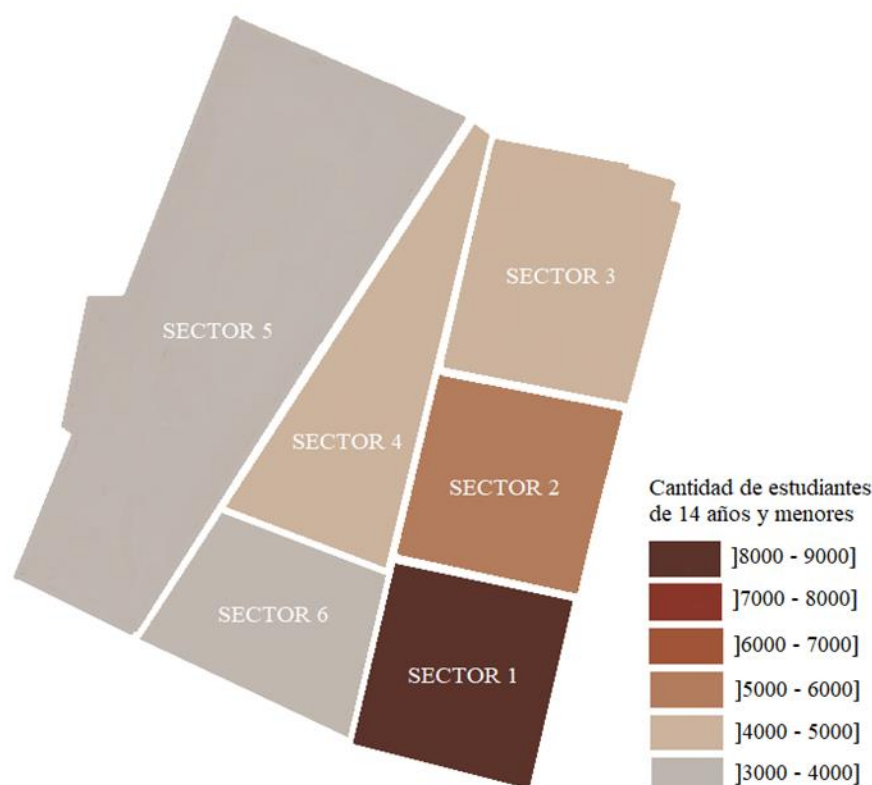 SECTOR 3
SECTOR 5
SECTOR 4
SECTOR 2
SECTOR 6
SECTOR 1
Cantidad de estudiantes
de 14 años y menores
]8000 - 9000]
]7000 - 8000]
]6000 - 7000]
]5000 - 6000]
]4000 - 5000]
]3000 - 4000]